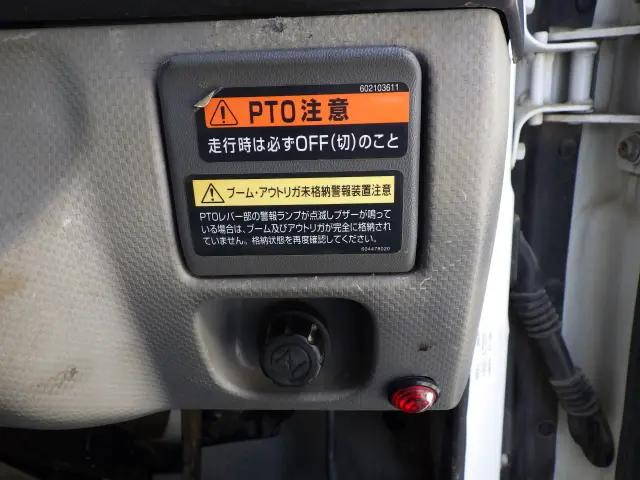 602103611
PTO注意
走行時は必ずOFF(切)のこと
ブーム・アウトリガ未格納警報装置注意
PTOレバー部の警報ランプが点滅しブザーが鳴って
いる場合は、ブーム及びアウトリガが完全に格納され
ていません。格納状態を再度確認してください。
604478020